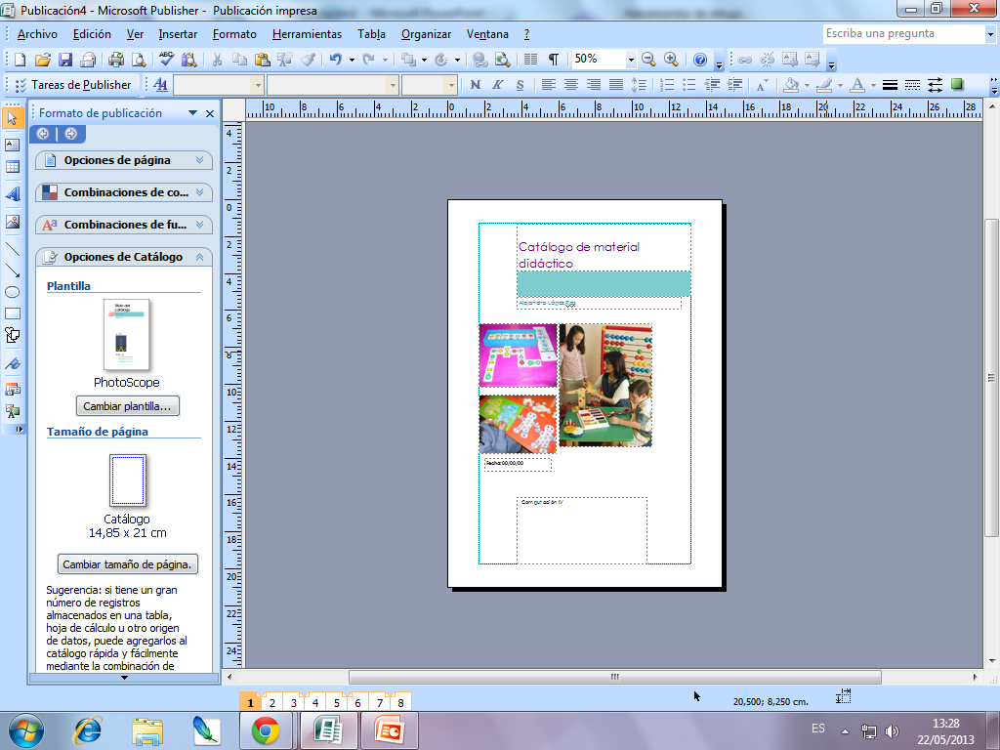 Publicación4 - Microsoft Publisher - Publicación impresa
Archivo Edición Ver Insertar Formato Herramientas Tabla Organizar Ventana ? Escriba una pregunta
50%
Tareas de Publisher N K S
Formato de publicación
Opciones de página
Combinaciones de co...
Combinaciones de fu...
Opciones de Catálogo
Plantilla
PhotoScope
Cambiar plantilla...
Tamaño de página
Catálogo
14,85 x 21 cm
Cambiar tamaño de página.
Sugerencia: si tiene un gran
número de registros
almacenados en una tabla,
hoja de cálculo u otro origen
de datos, puede agregarlos al
catálogo rápida y fácilmente
mediante la combinación de
10 8 6 4 2 0 2 4 6 8 10 12 14 16 18 20 22 24 26 28
4
2
0
2
4
6
8
10
12
14
16
18
20
22
24
Catálogo de material
didáctico
Fecha:00/00/00
Computación IV
1 2 3 4 5 6 7 8
20,500; 8,250 cm.
ES
13:28
22/05/2013